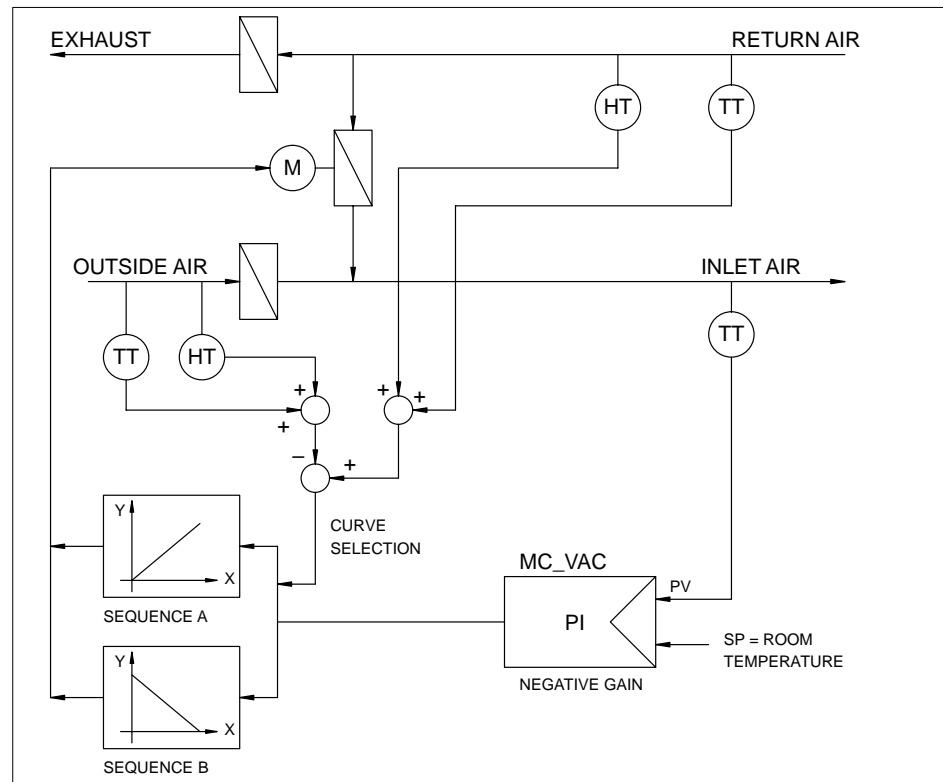 EXHAUST
RETURN AIR
HT
TT
M
OUTSIDE AIR
INLET AIR
TT
HT
TT
+
+
+
+
−
+
CURVE
SELECTION
Y
X
SEQUENCE A
MC_VAC
PV
PI
SP = ROOM
TEMPERATURE
NEGATIVE GAIN
Y
X
SEQUENCE B